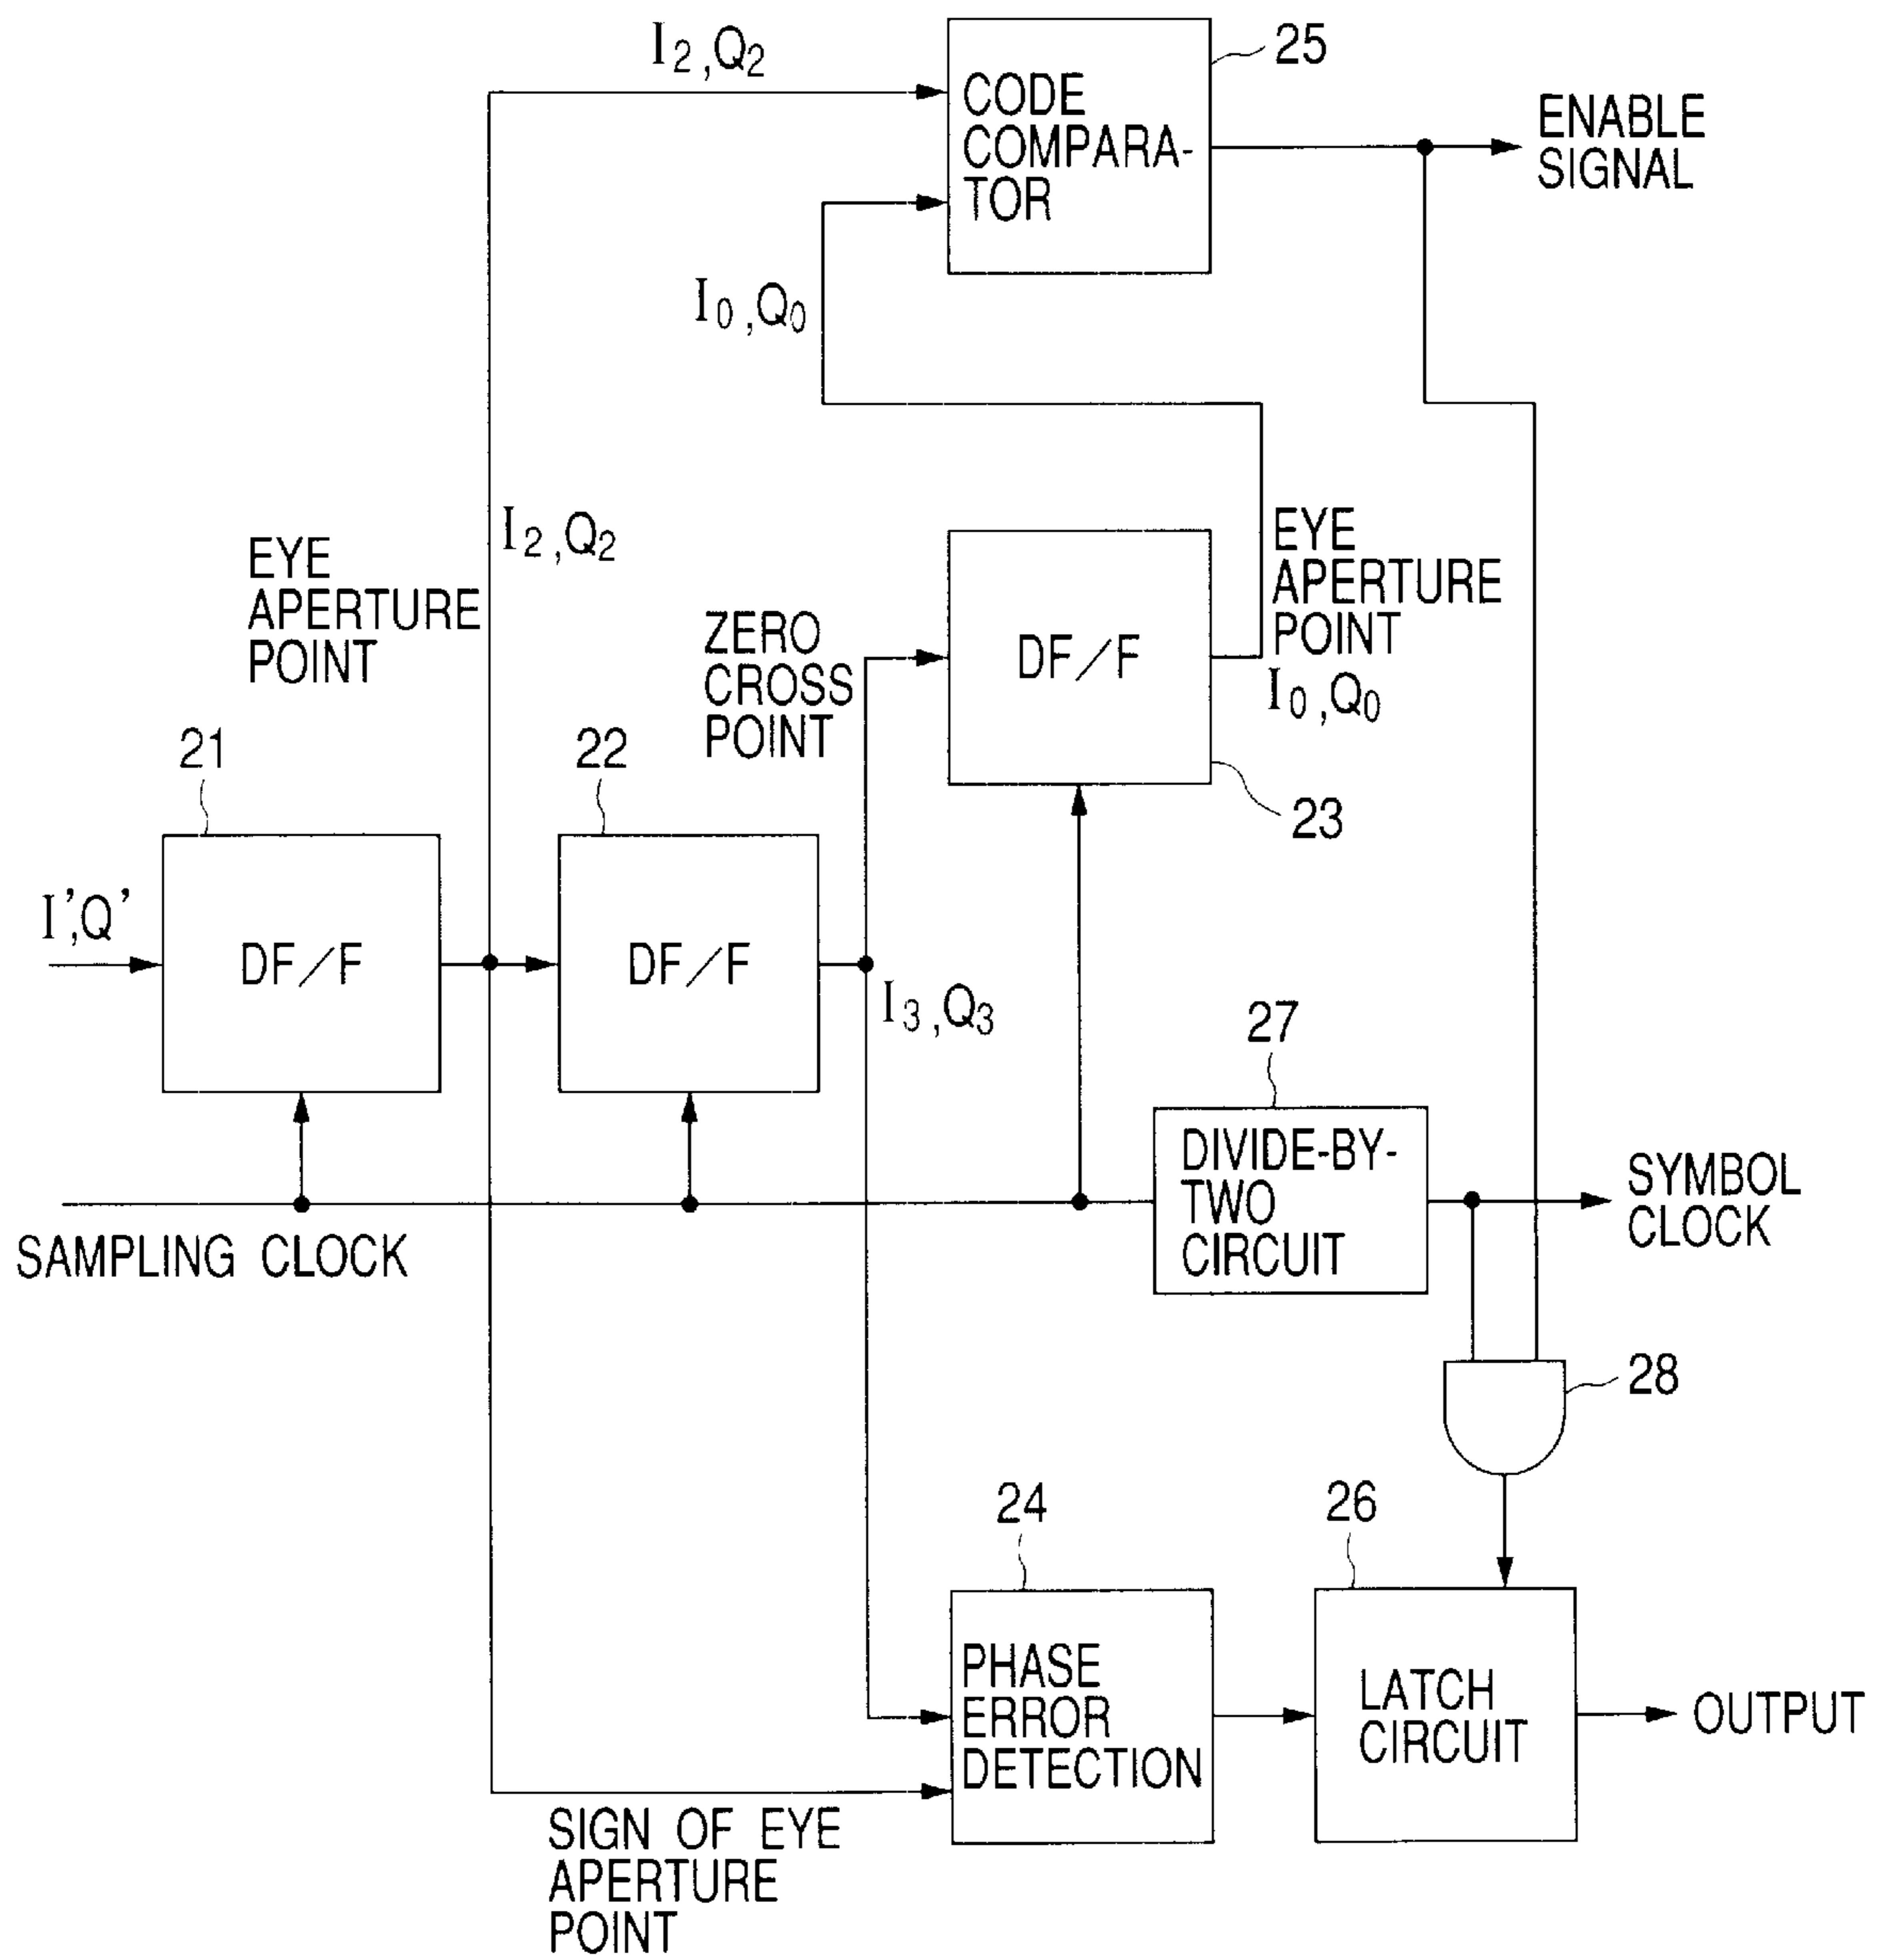 I2,Q2
25
CODE
COMPARA-
TOR
ENABLE
SIGNAL
I0,Q0
I2,Q2
EYE
APERTURE
POINT
EYE
APERTURE
POINT
I0,Q0
ZERO
CROSS
POINT
DF/F
23
21
22
I',Q'
DF/F
DF/F
I3,Q3
27
DIVIDE-BY-
TWO
CIRCUIT
SYMBOL
CLOCK
SAMPLING CLOCK
28
24
26
PHASE
ERROR
DETECTION
LATCH
CIRCUIT
OUTPUT
SIGN OF EYE
APERTURE
POINT